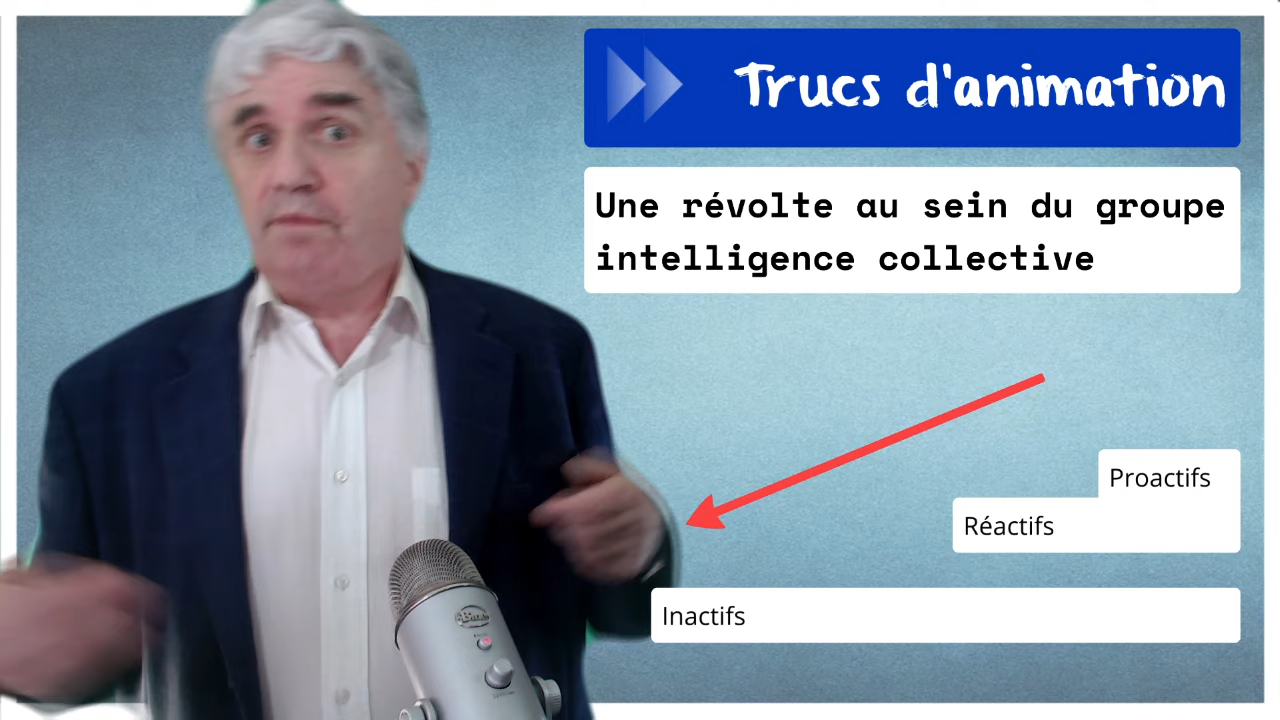 Trucs d'animation
Une révolte au sein du groupe
intelligence collective
Proactifs
Réactifs
Inactifs